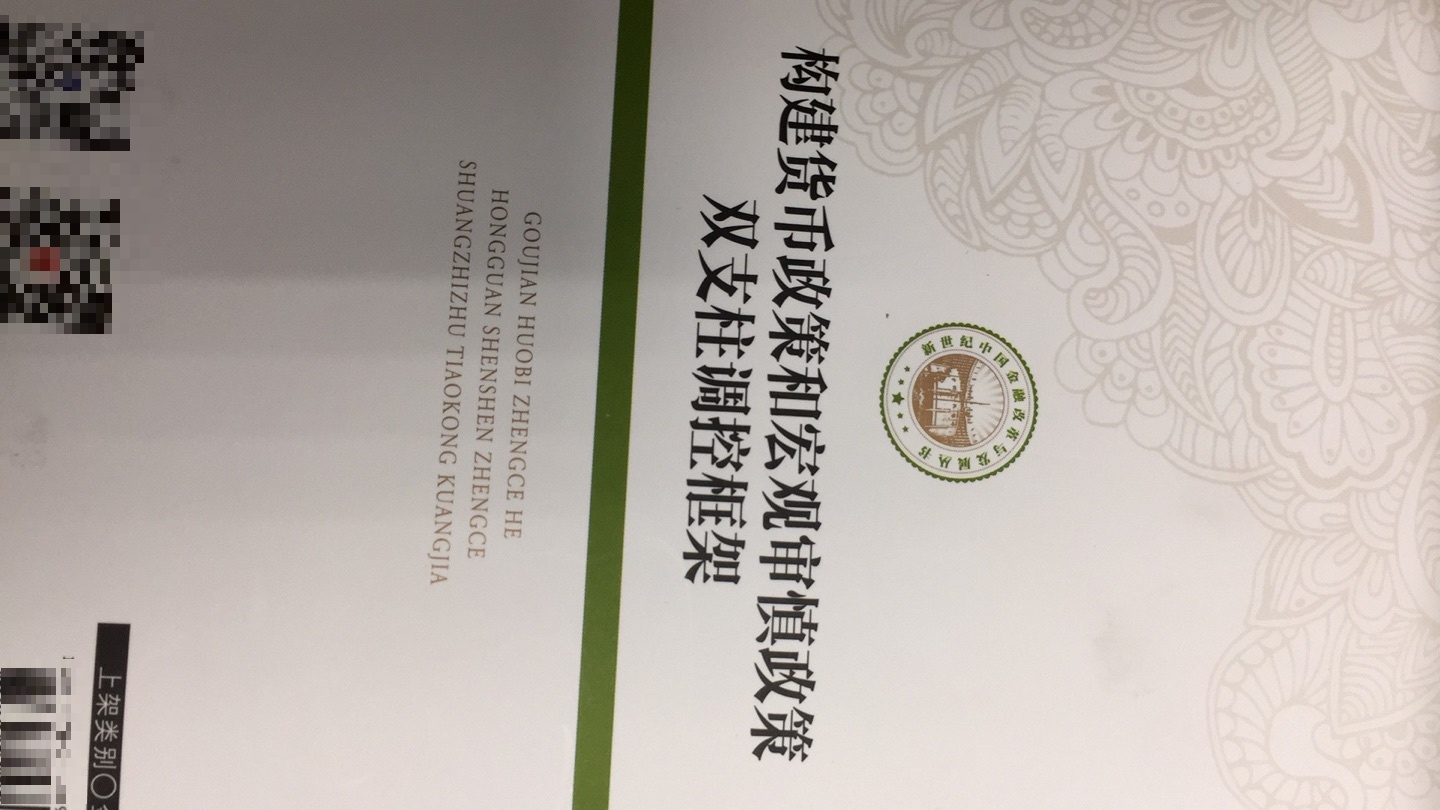 新世纪中国金融改革与发展丛书
构建货币政策和宏观审慎政策
双支柱调控框架
GOUJIAN HUOBI ZHENGCE HE
HONGGUAN SHENSHEN ZHENGCE
SHUANGZHIZHU TIAOKONG KUANGJIA
上架类别○